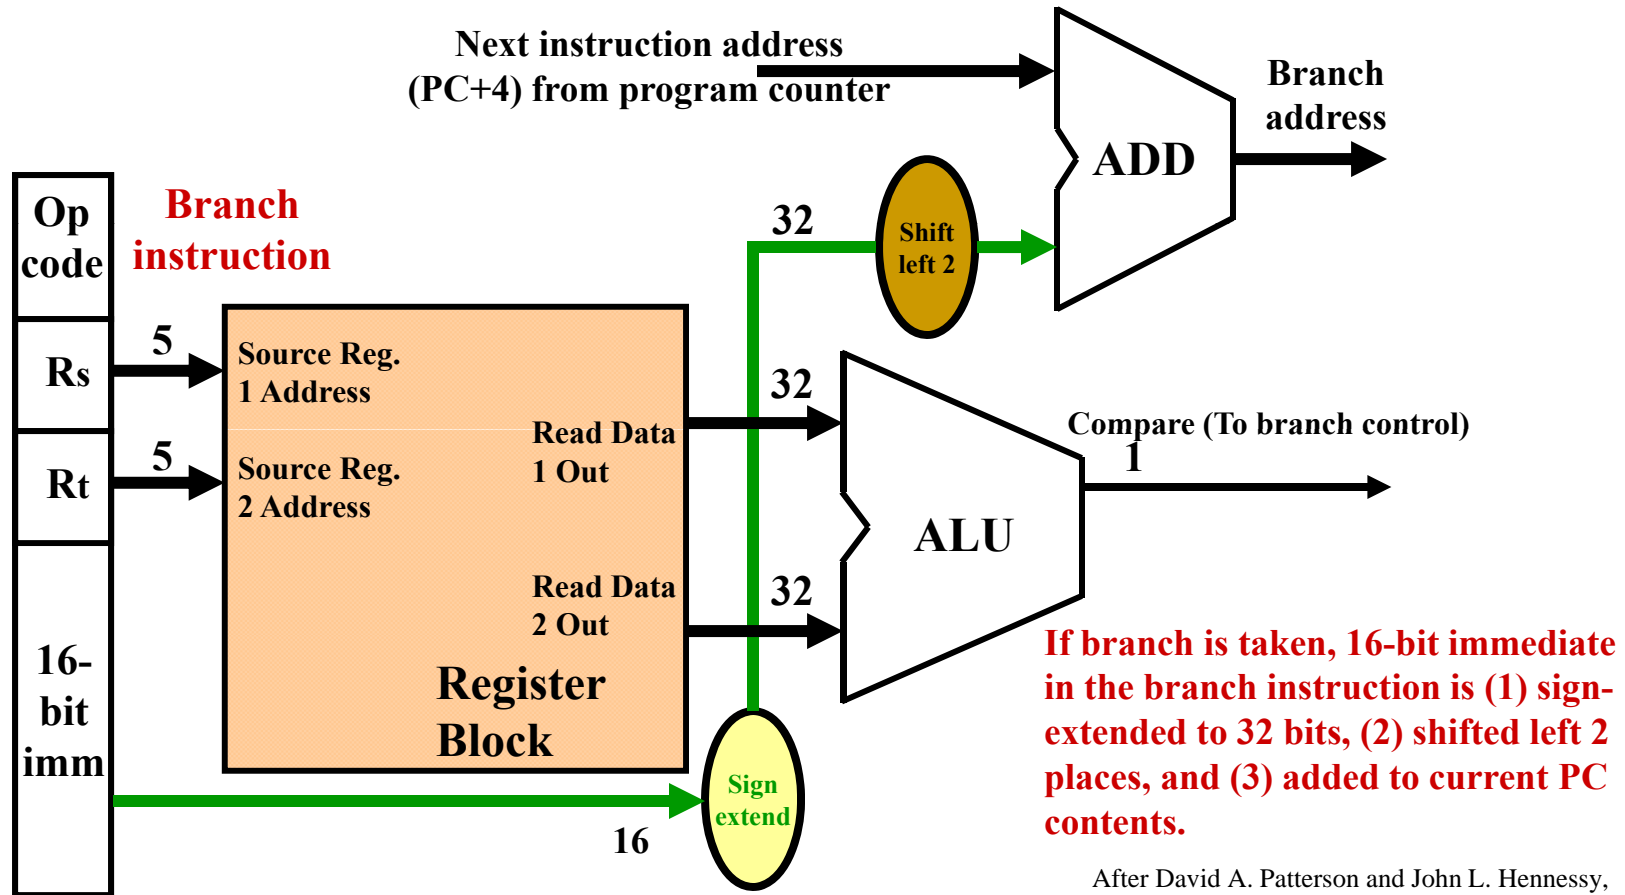 Next instruction address
(PC+4) from program counter
Branch
address
ADD
Op
code
Branch
instruction
32
Shift
left 2
Rs
5
Source Reg.
1 Address
32
Read Data
1 Out
Compare (To branch control)
1
Rt
5
Source Reg.
2 Address
ALU
Read Data
2 Out
32
16-
bit
imm
Register
Block
Sign
extend
16
If branch is taken, 16-bit immediate
in the branch instruction is (1) sign-
extended to 32 bits, (2) shifted left 2
places, and (3) added to current PC
contents.
After David A. Patterson and John L. Hennessy,